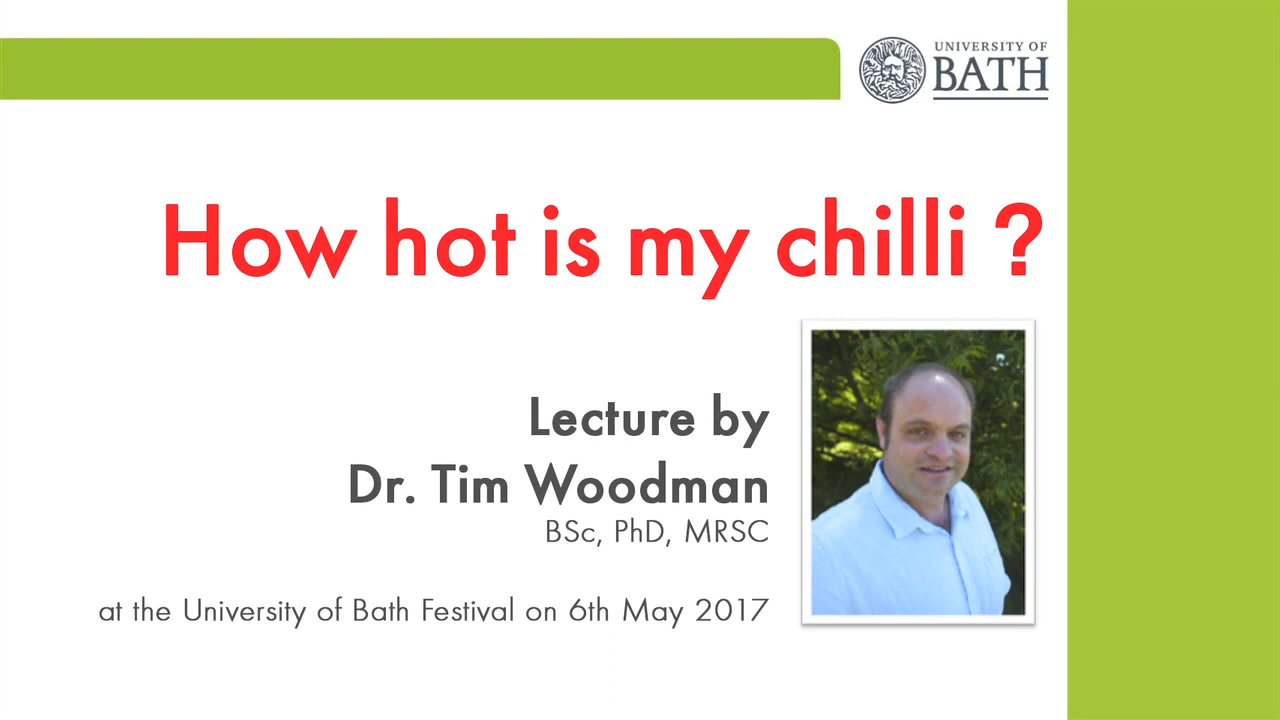 UNIVERSITY OF
BATH
How hot is my chilli ?
Lecture by
Dr. Tim Woodman
BSc, PhD, MRSC
at the University of Bath Festival on 6th May 2017